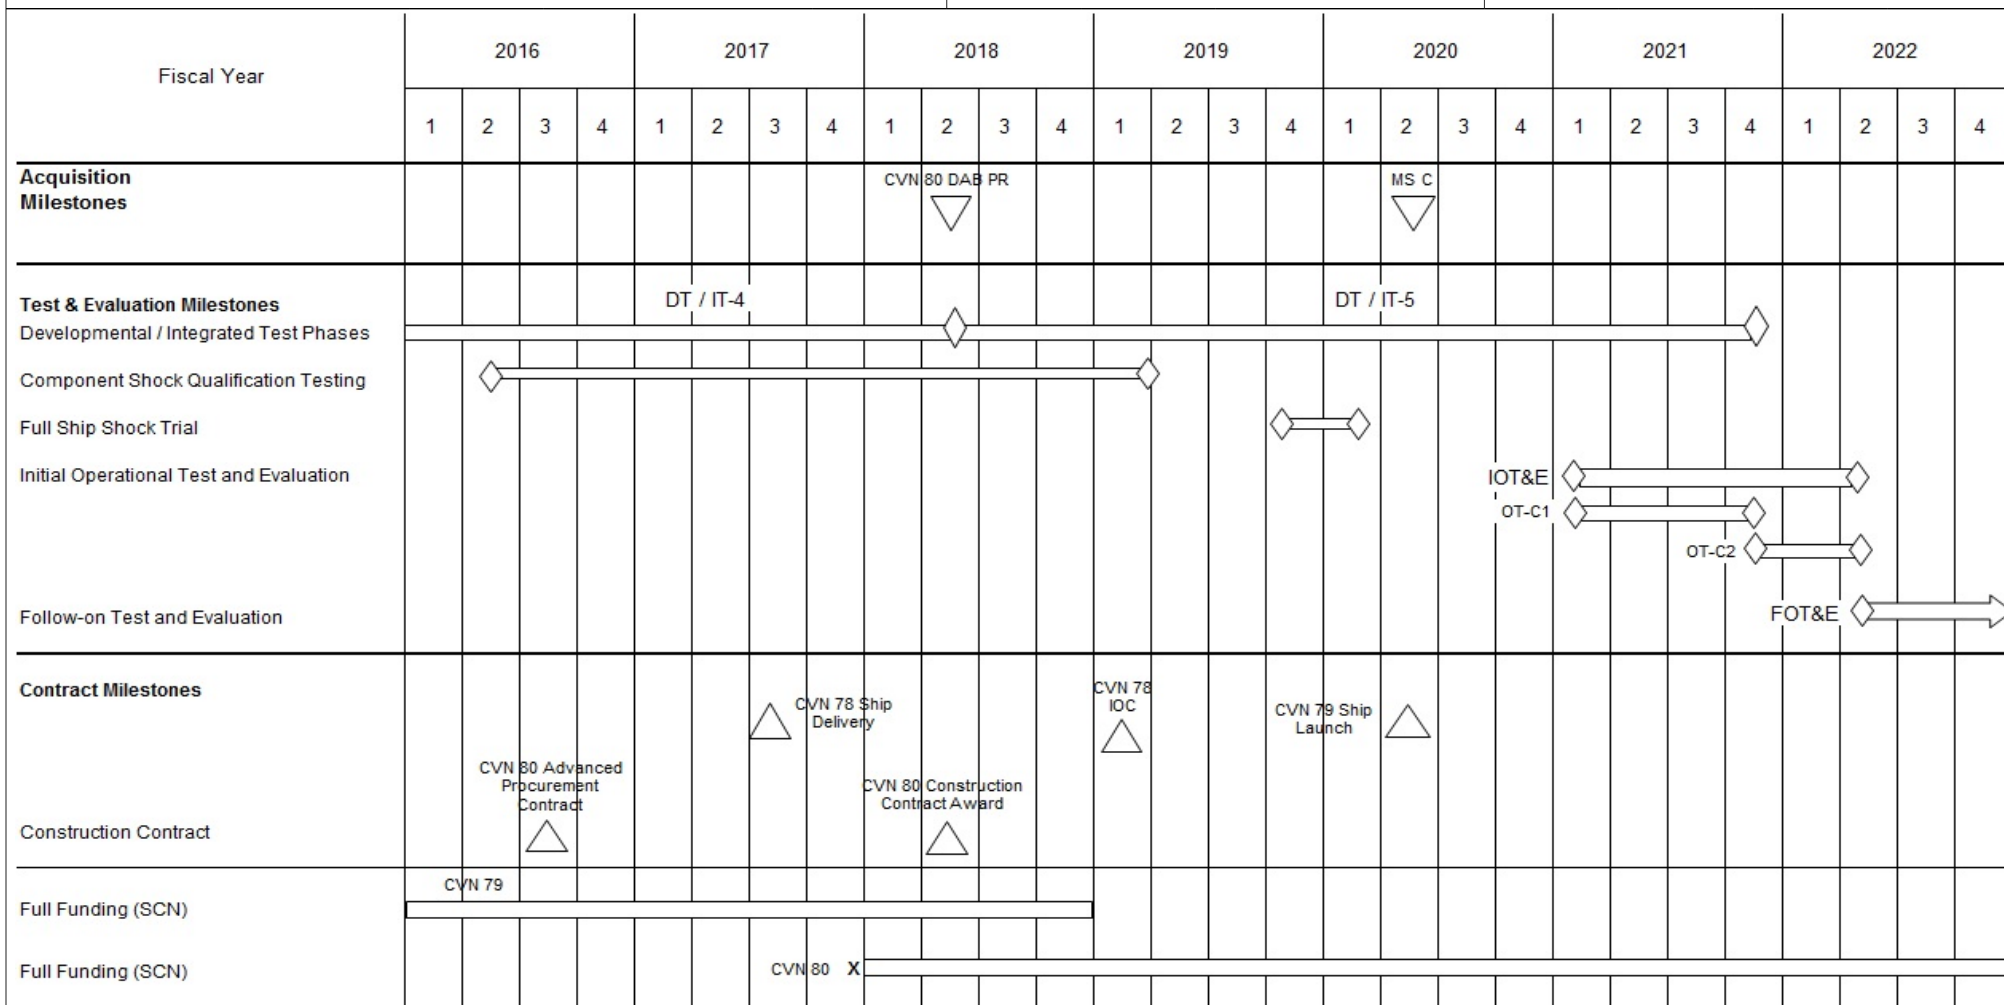 Fiscal Year
2016 2017 2018 2019 2020 2021 2022
1 2 3 4 1 2 3 4 1 2 3 4 1 2 3 4 1 2 3 4 1 2 3 4 1 2 3 4
Acquisition
Milestones
CVN 80 DAB PR
MS C
Test & Evaluation Milestones
DT / IT-4
DT / IT-5
Developmental / Integrated Test Phases
Component Shock Qualification Testing
Full Ship Shock Trial
Initial Operational Test and Evaluation
IOT&E
OT-C1
OT-C2
Follow-on Test and Evaluation
FOT&E
Contract Milestones
CVN 78 Ship
Delivery
CVN 78
IOC
CVN 79 Ship
Launch
CVN 80 Advanced
Procurement
Contract
CVN 80 Construction
Contract Award
Construction Contract
CVN 79
Full Funding (SCN)
Full Funding (SCN)
CVN 80 X